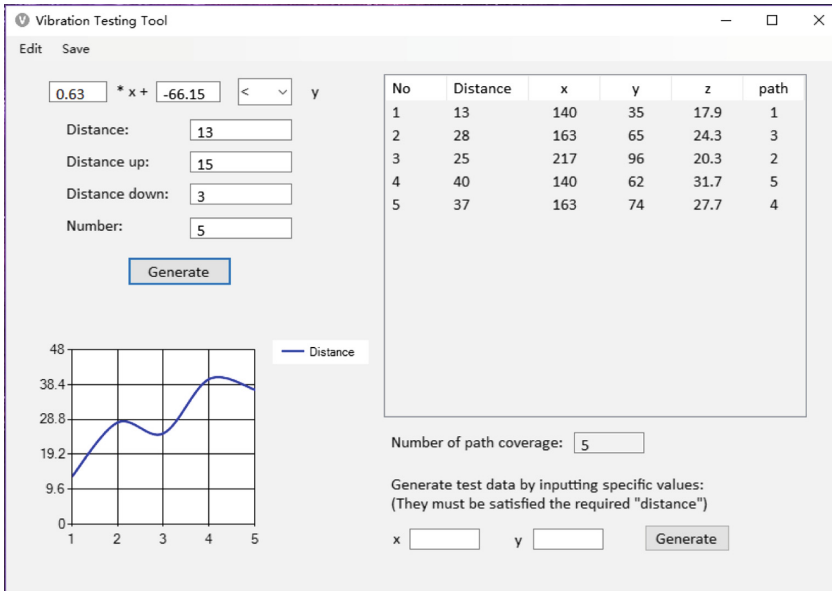 Vibration Testing Tool
Edit Save
0.63 * x + -66.15 < y
Distance: 13
Distance up: 15
Distance down: 3
Number: 5
Generate
No Distance x y z path
1 13 140 35 17.9 1
2 28 163 65 24.3 3
3 25 217 96 20.3 2
4 40 140 62 31.7 5
5 37 163 74 27.7 4
Distance
48
38.4
28.8
19.2
9.6
0
1 2 3 4 5
Number of path coverage: 5
Generate test data by inputting specific values:
(They must be satisfied the required "distance")
x y Generate